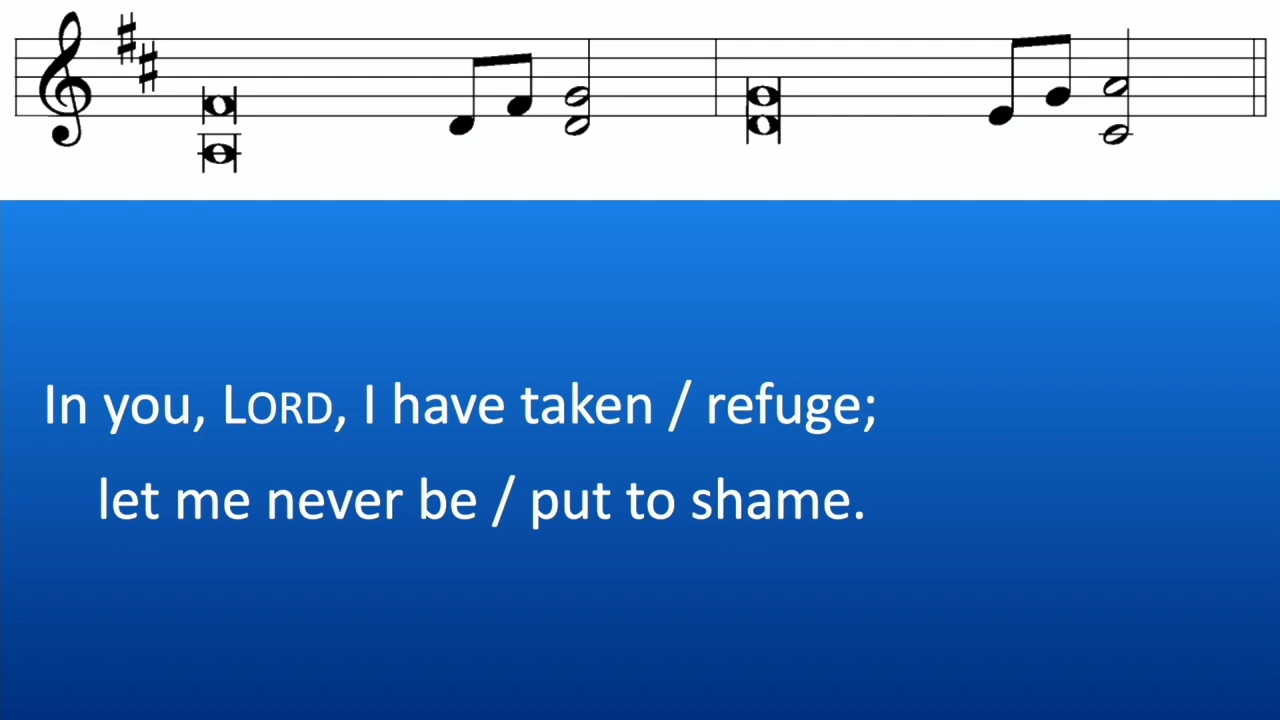 In you, LORD, I have taken / refuge;
let me never be / put to shame.